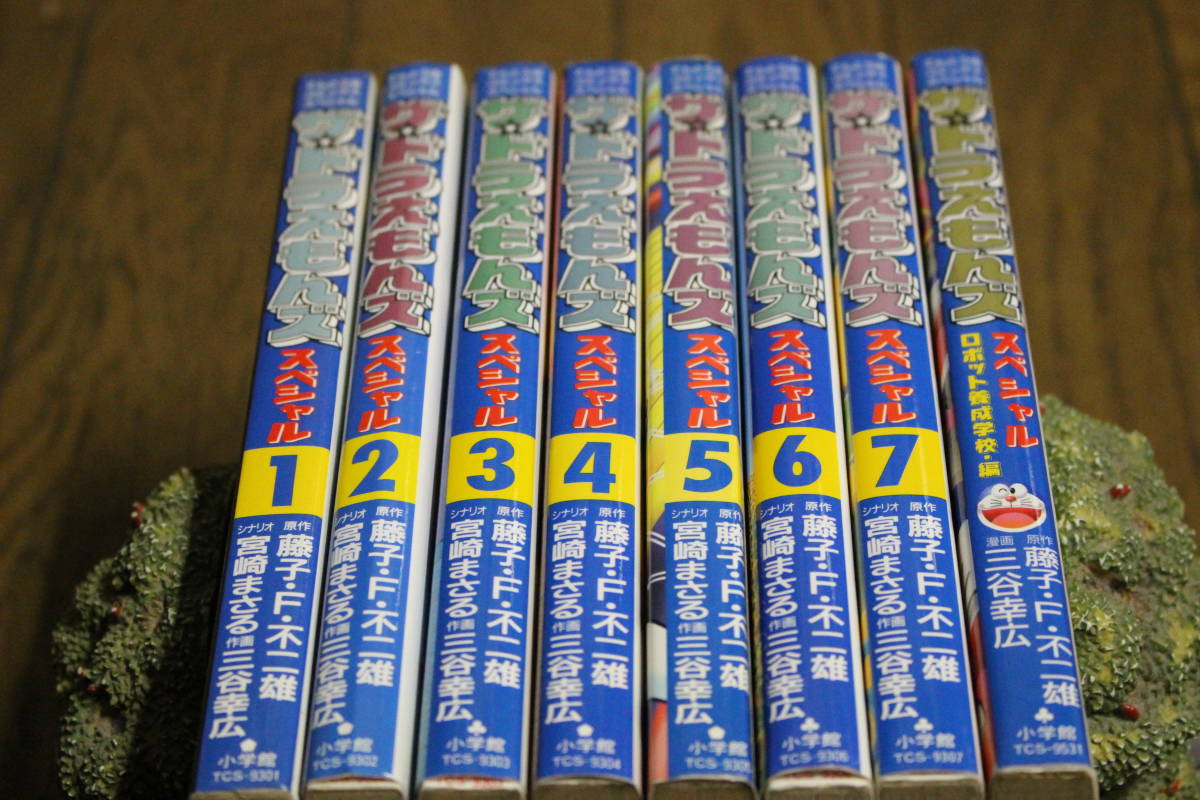 ザ☆ドラえもんズ
スペシャル
1
原作 藤子・F・不二雄
シナリオ 宮崎まさる 作画 三谷幸広
小学館
TCS-9301
ザ☆ドラえもんズ
スペシャル
2
原作 藤子・F・不二雄
シナリオ 宮崎まさる 作画 三谷幸広
小学館
TCS-9302
ザ☆ドラえもんズ
スペシャル
3
原作 藤子・F・不二雄
シナリオ 宮崎まさる 作画 三谷幸広
小学館
TCS-9303
ザ☆ドラえもんズ
スペシャル
4
原作 藤子・F・不二雄
シナリオ 宮崎まさる 作画 三谷幸広
小学館
TCS-9304
ザ☆ドラえもんズ
スペシャル
5
原作 藤子・F・不二雄
シナリオ 宮崎まさる 作画 三谷幸広
小学館
TCS-9305
ザ☆ドラえもんズ
スペシャル
6
原作 藤子・F・不二雄
シナリオ 宮崎まさる 作画 三谷幸広
小学館
TCS-9306
ザ☆ドラえもんズ
スペシャル
7
原作 藤子・F・不二雄
シナリオ 宮崎まさる 作画 三谷幸広
小学館
TCS-9307
ザ☆ドラえもんズ
スペシャル
ロボット養成学校・編
原作 藤子・F・不二雄
漫画 三谷幸広
小学館
TCS-9531